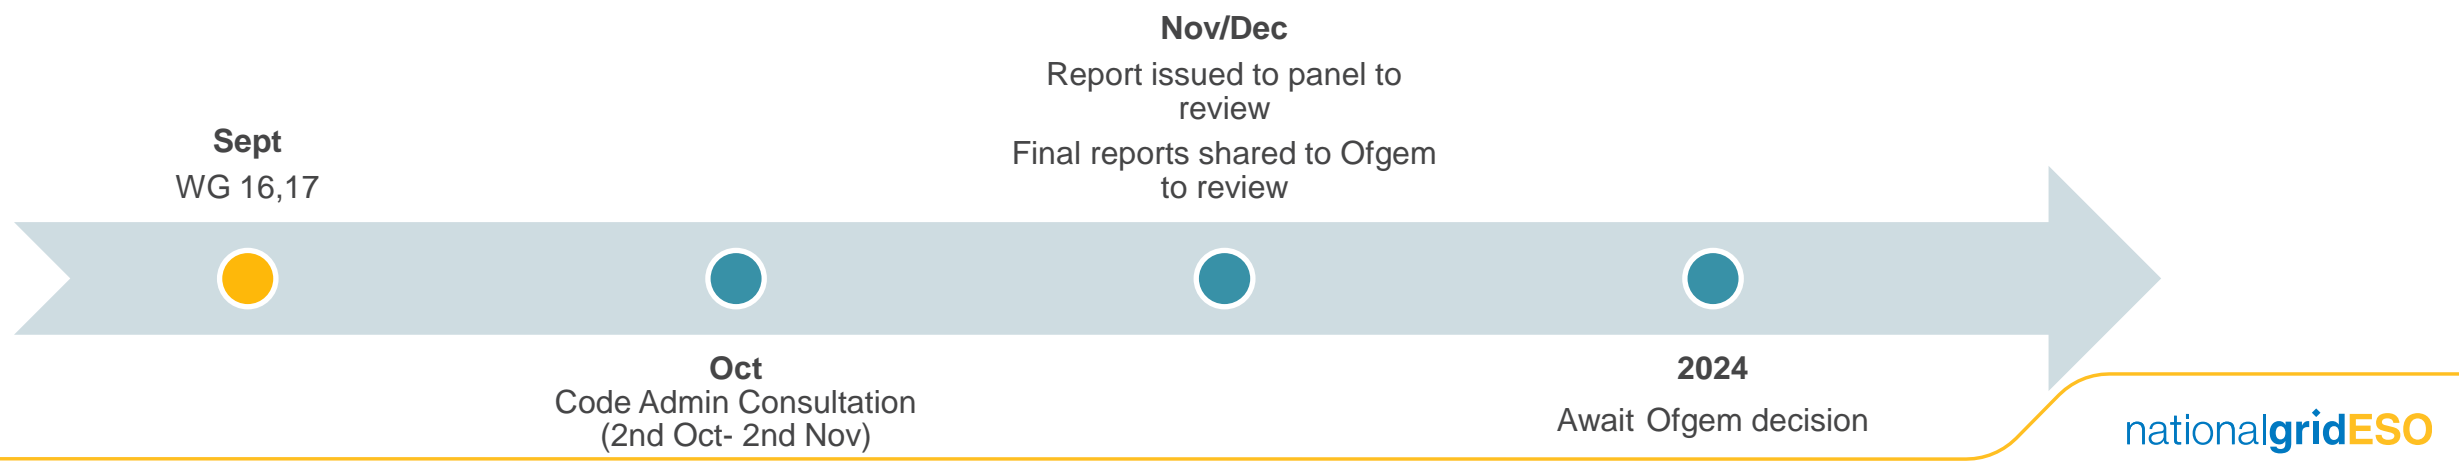 Sept
WG 16,17
Oct
Code Admin Consultation
(2nd Oct- 2nd Nov)
Nov/Dec
Report issued to panel to
review
Final reports shared to Ofgem
to review
2024
Await Ofgem decision
nationalgridESO